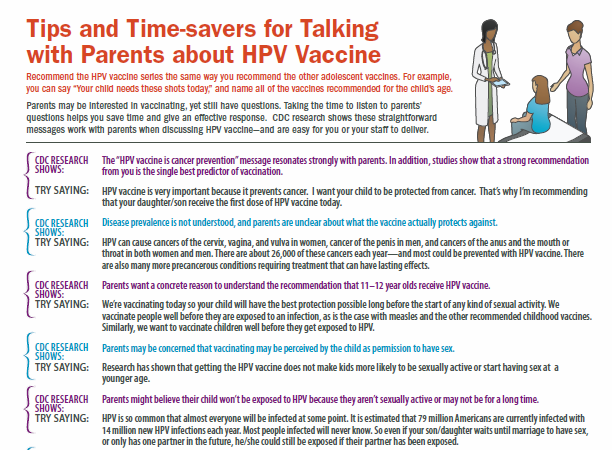 Tips and Time-savers for Talking
with Parents about HPV Vaccine
Recommend the HPV vaccine series the same way you recommend the other adolescent vaccines. For example,
you can say “Your child needs these shots today,” and name all of the vaccines recommended for the child’s age.
Parents may be interested in vaccinating, yet still have questions. Taking the time to listen to parents’
questions helps you save time and give an effective response. CDC research shows these straightforward
messages work with parents when discussing HPV vaccine—and are easy for you or your staff to deliver.
CDC RESEARCH SHOWS: The “HPV vaccine is cancer prevention” message resonates strongly with parents. In addition, studies show that a strong recommendation
from you is the single best predictor of vaccination.
TRY SAYING: HPV vaccine is very important because it prevents cancer. I want your child to be protected from cancer. That’s why I’m recommending
that your daughter/son receive the first dose of HPV vaccine today.
CDC RESEARCH SHOWS: Disease prevalence is not understood, and parents are unclear about what the vaccine actually protects against.
TRY SAYING: HPV can cause cancers of the cervix, vagina, and vulva in women, cancer of the penis in men, and cancers of the anus and the mouth or
throat in both women and men. There are about 26,000 of these cancers each year—and most could be prevented with HPV vaccine. There
are also many more precancerous conditions requiring treatment that can have lasting effects.
CDC RESEARCH SHOWS: Parents want a concrete reason to understand the recommendation that 11–12 year olds receive HPV vaccine.
TRY SAYING: We’re vaccinating today so your child will have the best protection possible long before the start of any kind of sexual activity. We
vaccinate people well before they are exposed to an infection, as is the case with measles and the other recommended childhood vaccines.
Similarly, we want to vaccinate children well before they get exposed to HPV.
CDC RESEARCH SHOWS: Parents may be concerned that vaccinating may be perceived by the child as permission to have sex.
TRY SAYING: Research has shown that getting the HPV vaccine does not make kids more likely to be sexually active or start having sex at a
younger age.
CDC RESEARCH SHOWS: Parents might believe their child won’t be exposed to HPV because they aren’t sexually active or may not be for a long time.
TRY SAYING: HPV is so common that almost everyone will be infected at some point. It is estimated that 79 million Americans are currently infected with
14 million new HPV infections each year. Most people infected will never know. So even if your son/daughter waits until marriage to have sex,
or only has one partner in the future, he/she could still be exposed if their partner has been exposed.